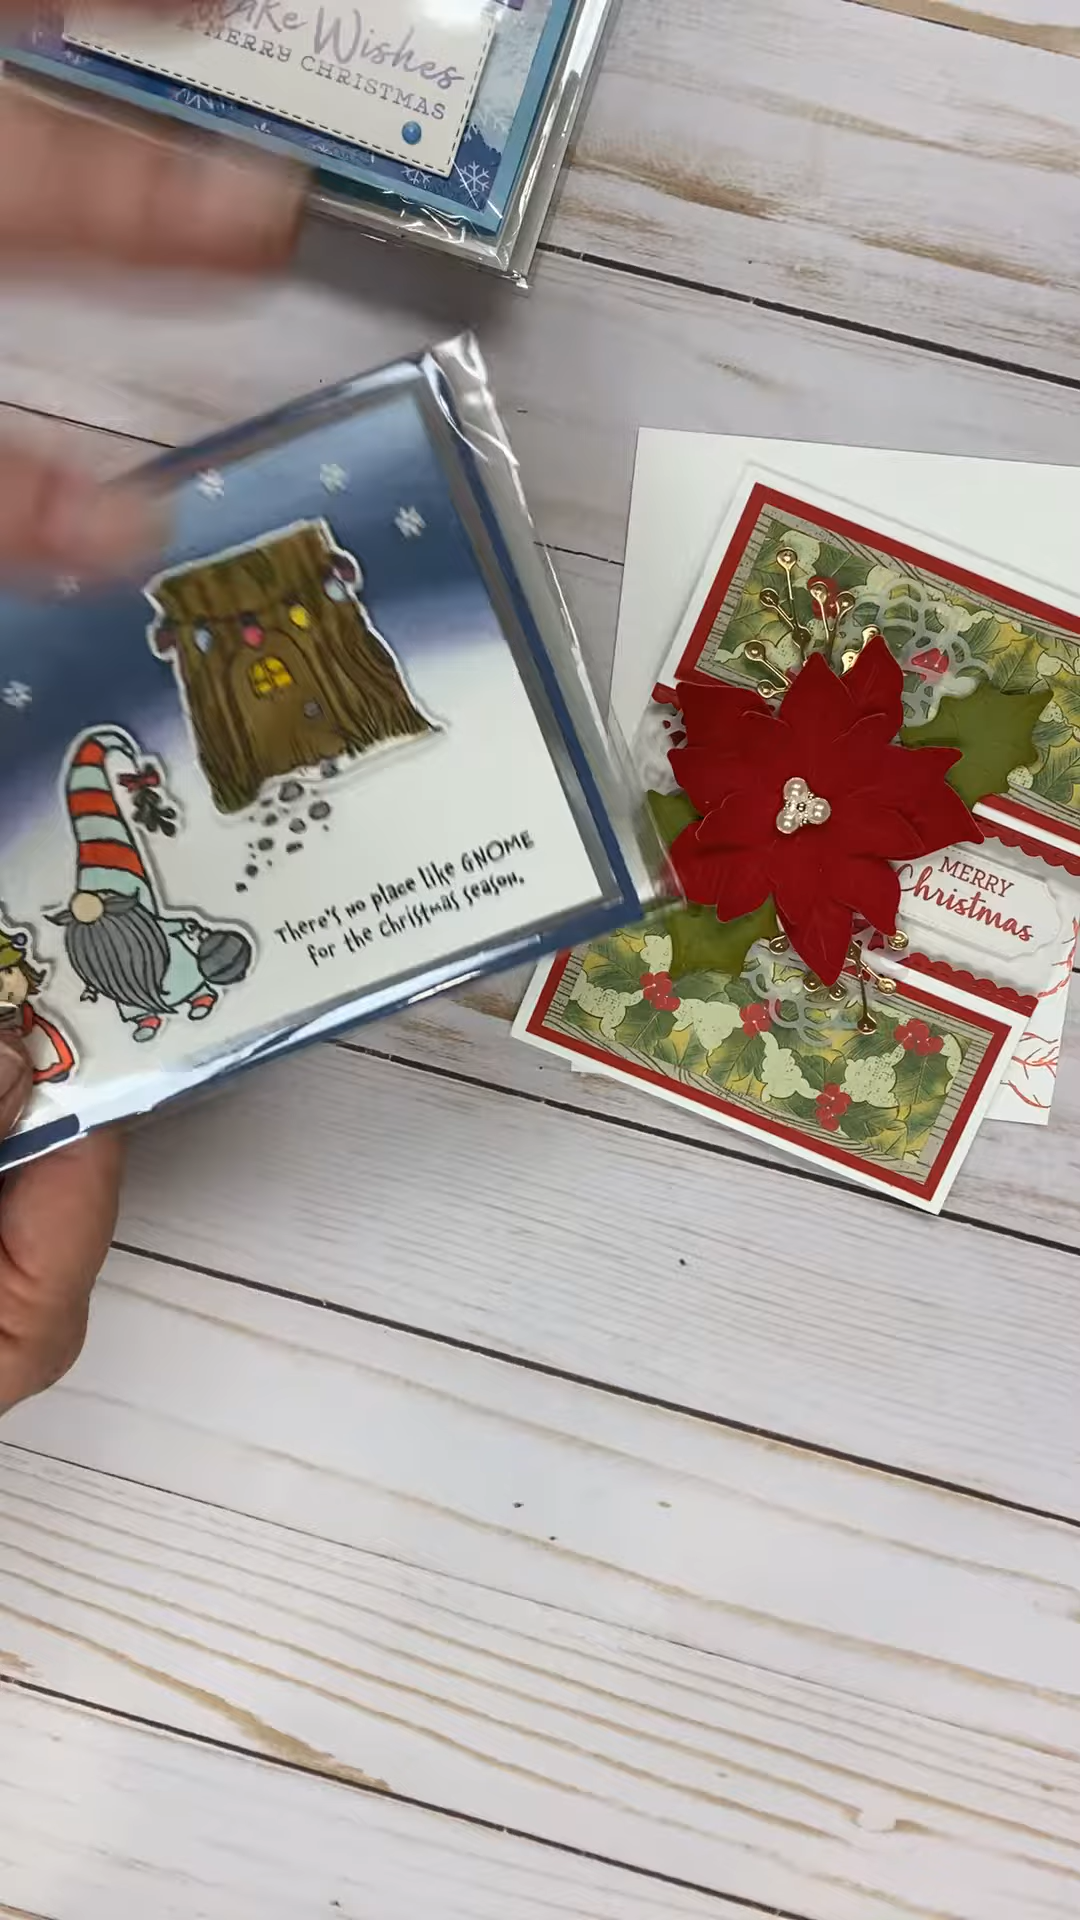 Wishes
MERRY CHRISTMAS
There's no place like GNOME
for the Christmas season.
MERRY
Christmas